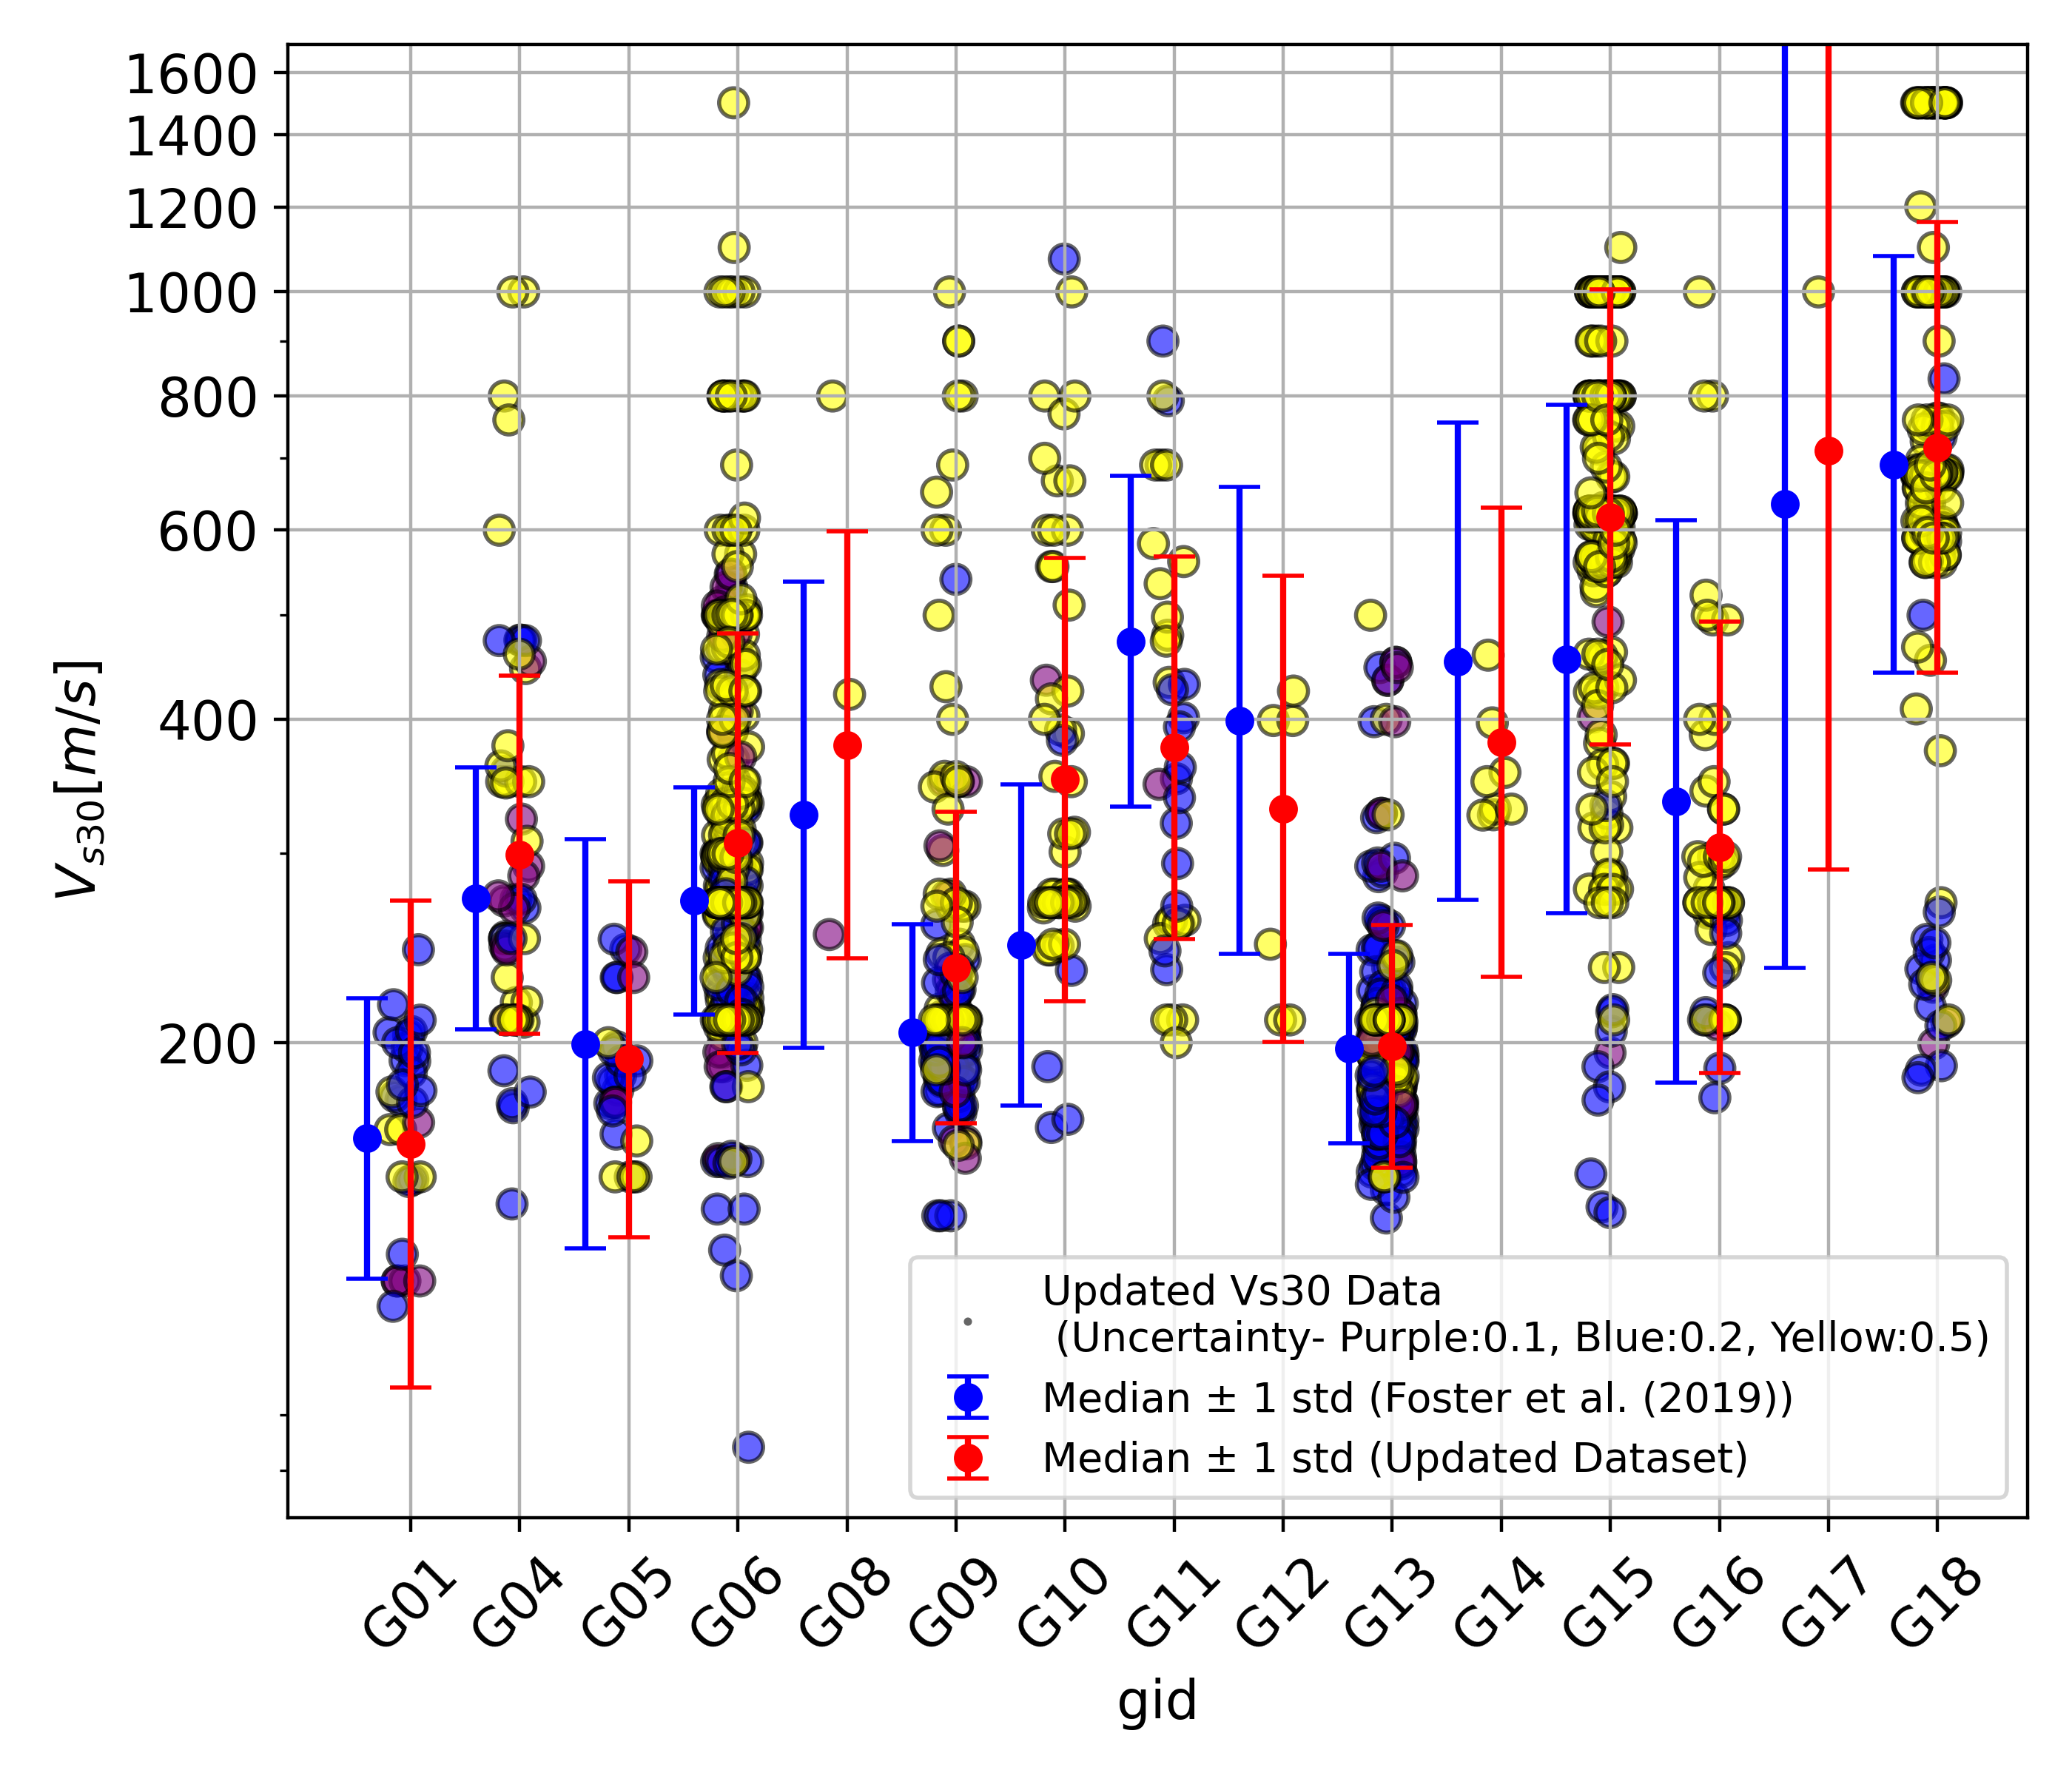 1600
1400
1200
1000
800
600
400
200
V_{s30}[m/s]
Updated Vs30 Data
(Uncertainty- Purple:0.1, Blue:0.2, Yellow:0.5)
Median ± 1 std (Foster et al. (2019))
Median ± 1 std (Updated Dataset)
G01 G04 G05 G06 G08 G09 G10 G11 G12 G13 G14 G15 G16 G17 G18
gid